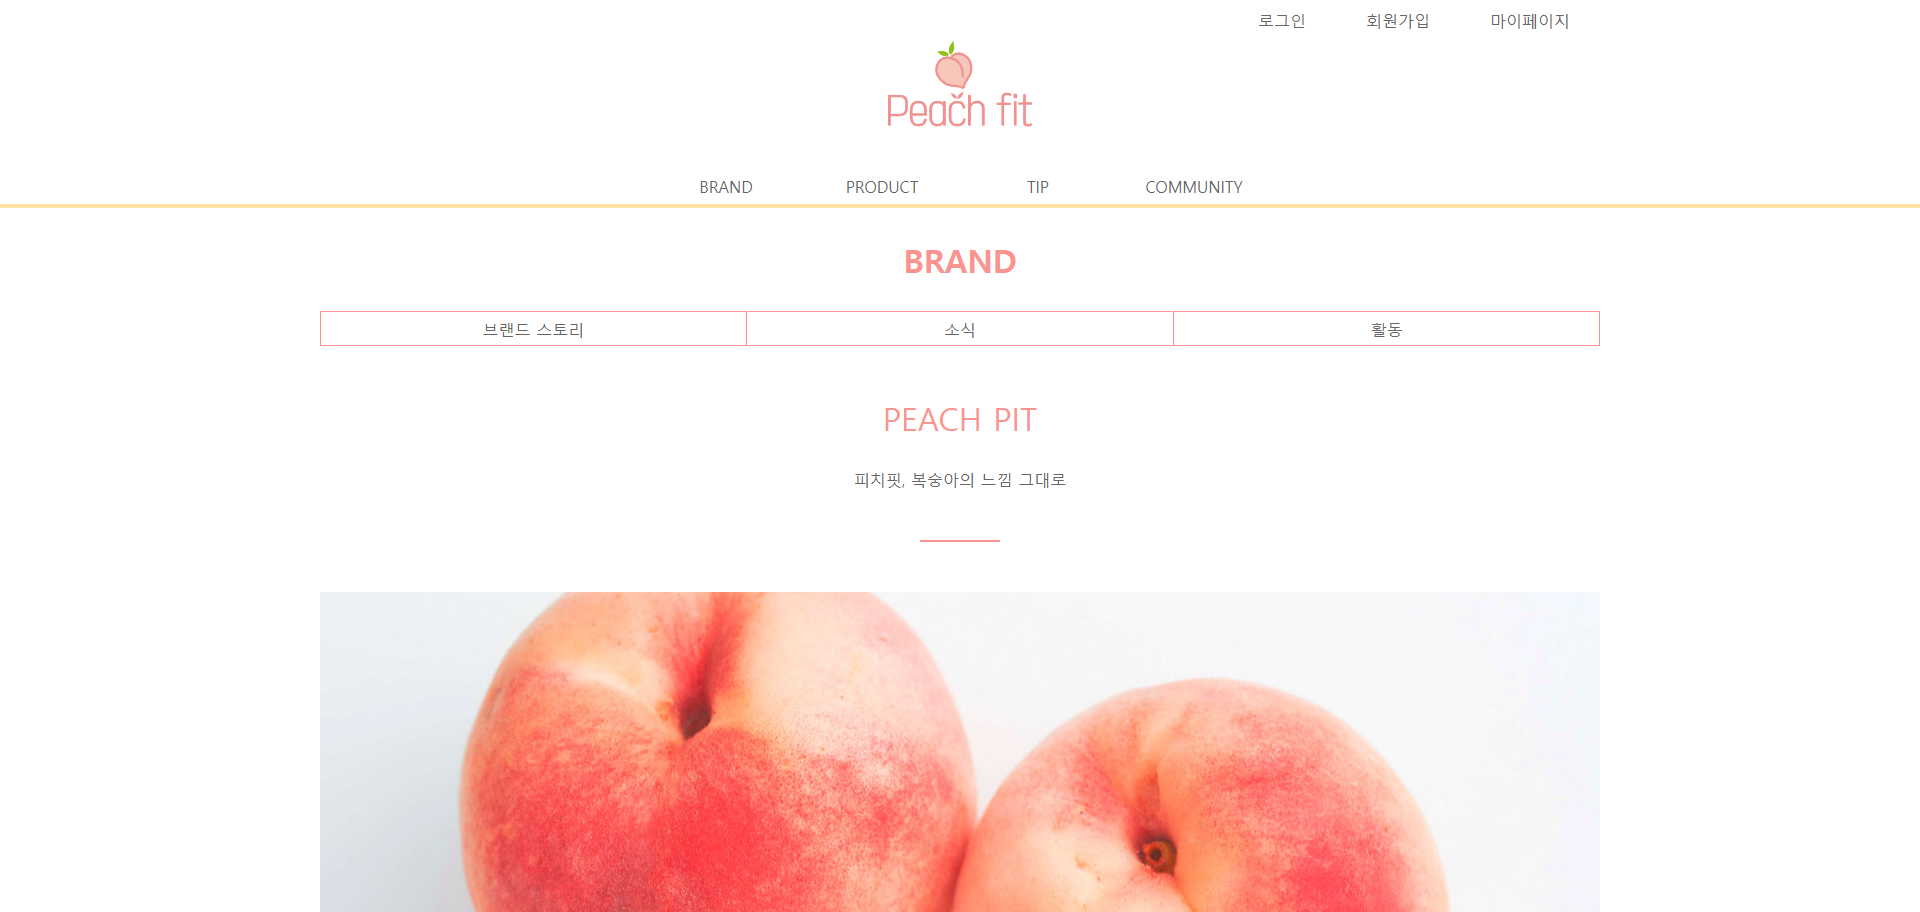 로그인 회원가입 마이페이지
Peach fit
BRAND PRODUCT TIP COMMUNITY
BRAND
브랜드 스토리 소식 활동
PEACH PIT
피치핏, 복숭아의 느낌 그대로